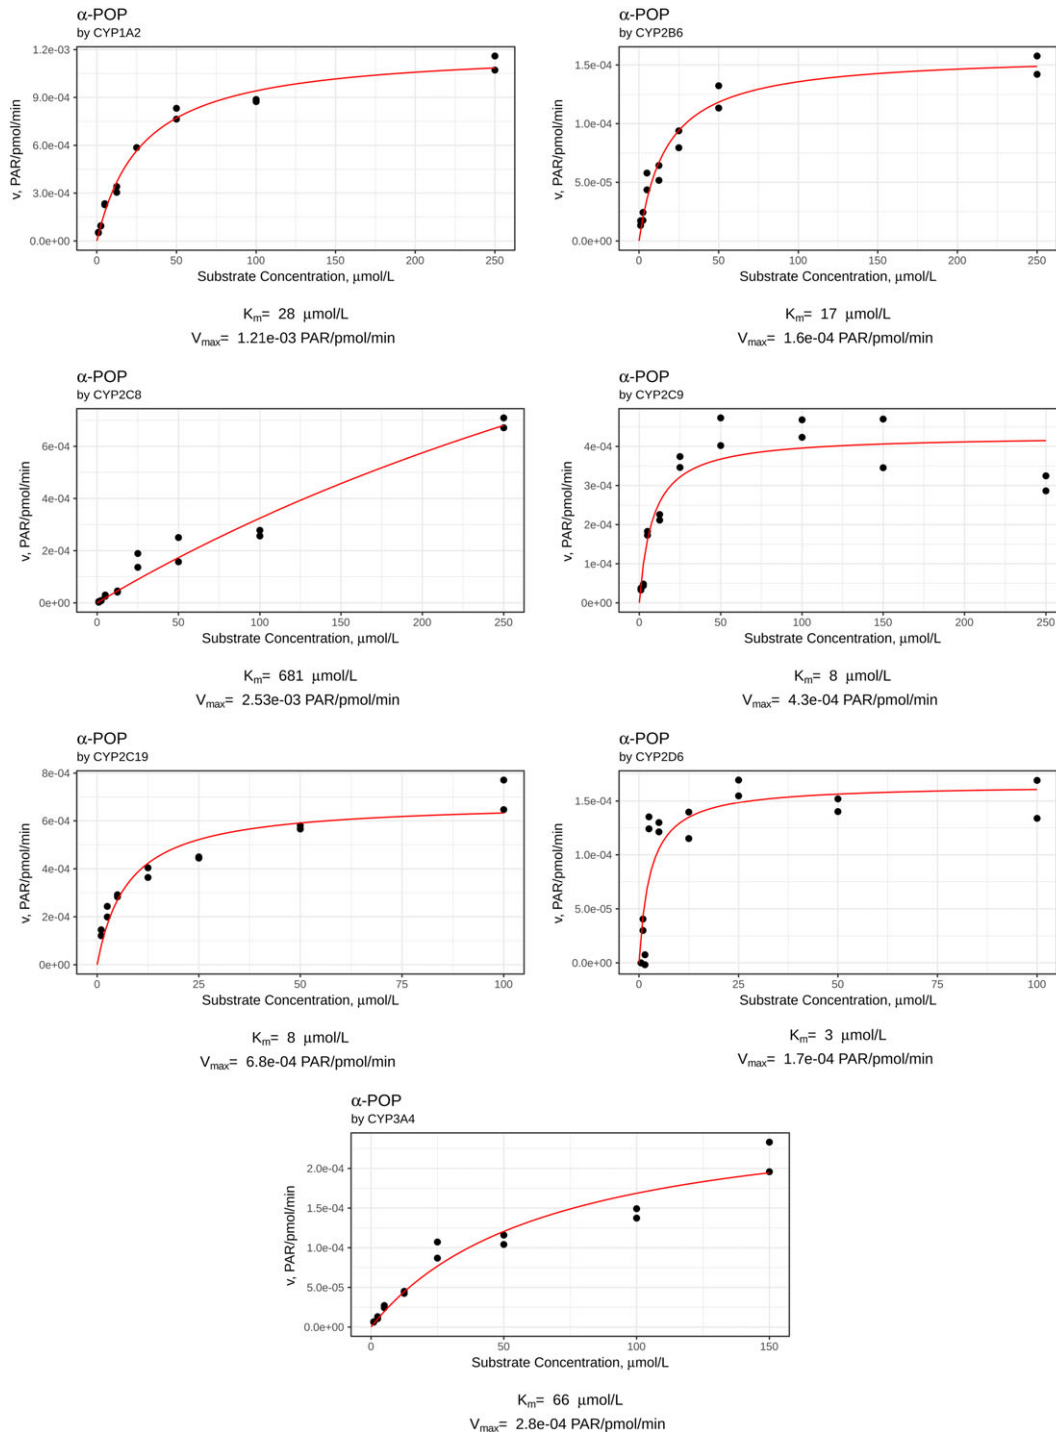 α-POP
by CYP1A2
v, PAR/pmol/min
1.2e-03
9.0e-04
6.0e-04
3.0e-04
0.0e+00
0 50 100 150 200 250
Substrate Concentration, μmol/L
Km= 28 μmol/L
Vmax= 1.21e-03 PAR/pmol/min
α-POP
by CYP2B6
v, PAR/pmol/min
1.5e-04
1.0e-04
5.0e-05
0.0e+00
0 50 100 150 200 250
Substrate Concentration, μmol/L
Km= 17 μmol/L
Vmax= 1.6e-04 PAR/pmol/min
α-POP
by CYP2C8
v, PAR/pmol/min
6e-04
4e-04
2e-04
0e+00
0 50 100 150 200 250
Substrate Concentration, μmol/L
Km= 681 μmol/L
Vmax= 2.53e-03 PAR/pmol/min
α-POP
by CYP2C9
v, PAR/pmol/min
4e-04
3e-04
2e-04
1e-04
0e+00
0 50 100 150 200 250
Substrate Concentration, μmol/L
Km= 8 μmol/L
Vmax= 4.3e-04 PAR/pmol/min
α-POP
by CYP2C19
v, PAR/pmol/min
8e-04
6e-04
4e-04
2e-04
0e+00
0 25 50 75 100
Substrate Concentration, μmol/L
Km= 8 μmol/L
Vmax= 6.8e-04 PAR/pmol/min
α-POP
by CYP2D6
v, PAR/pmol/min
1.5e-04
1.0e-04
5.0e-05
0.0e+00
0 25 50 75 100
Substrate Concentration, μmol/L
Km= 3 μmol/L
Vmax= 1.7e-04 PAR/pmol/min
α-POP
by CYP3A4
v, PAR/pmol/min
2.0e-04
1.5e-04
1.0e-04
5.0e-05
0.0e+00
0 50 100 150
Substrate Concentration, μmol/L
Km= 66 μmol/L
Vmax= 2.8e-04 PAR/pmol/min